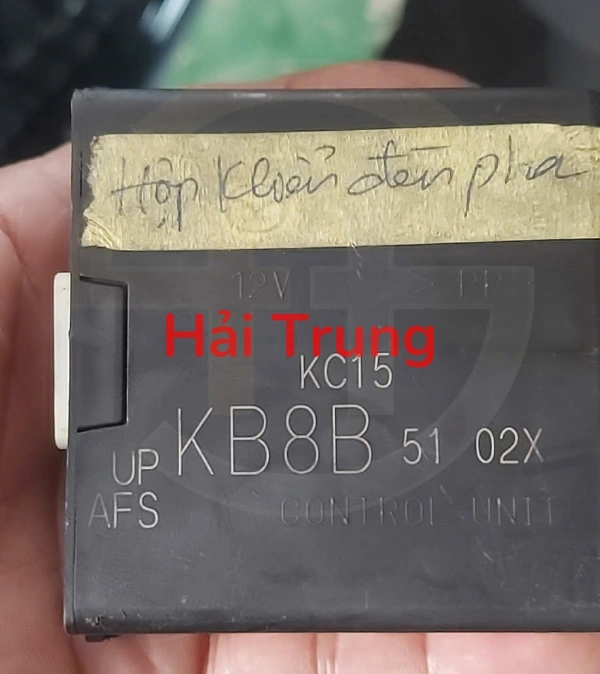 Hộp khiển đèn pha
12V PP
Hải Trung
KC15
UP KB8B 51 02X
AFS CONTROL UNIT